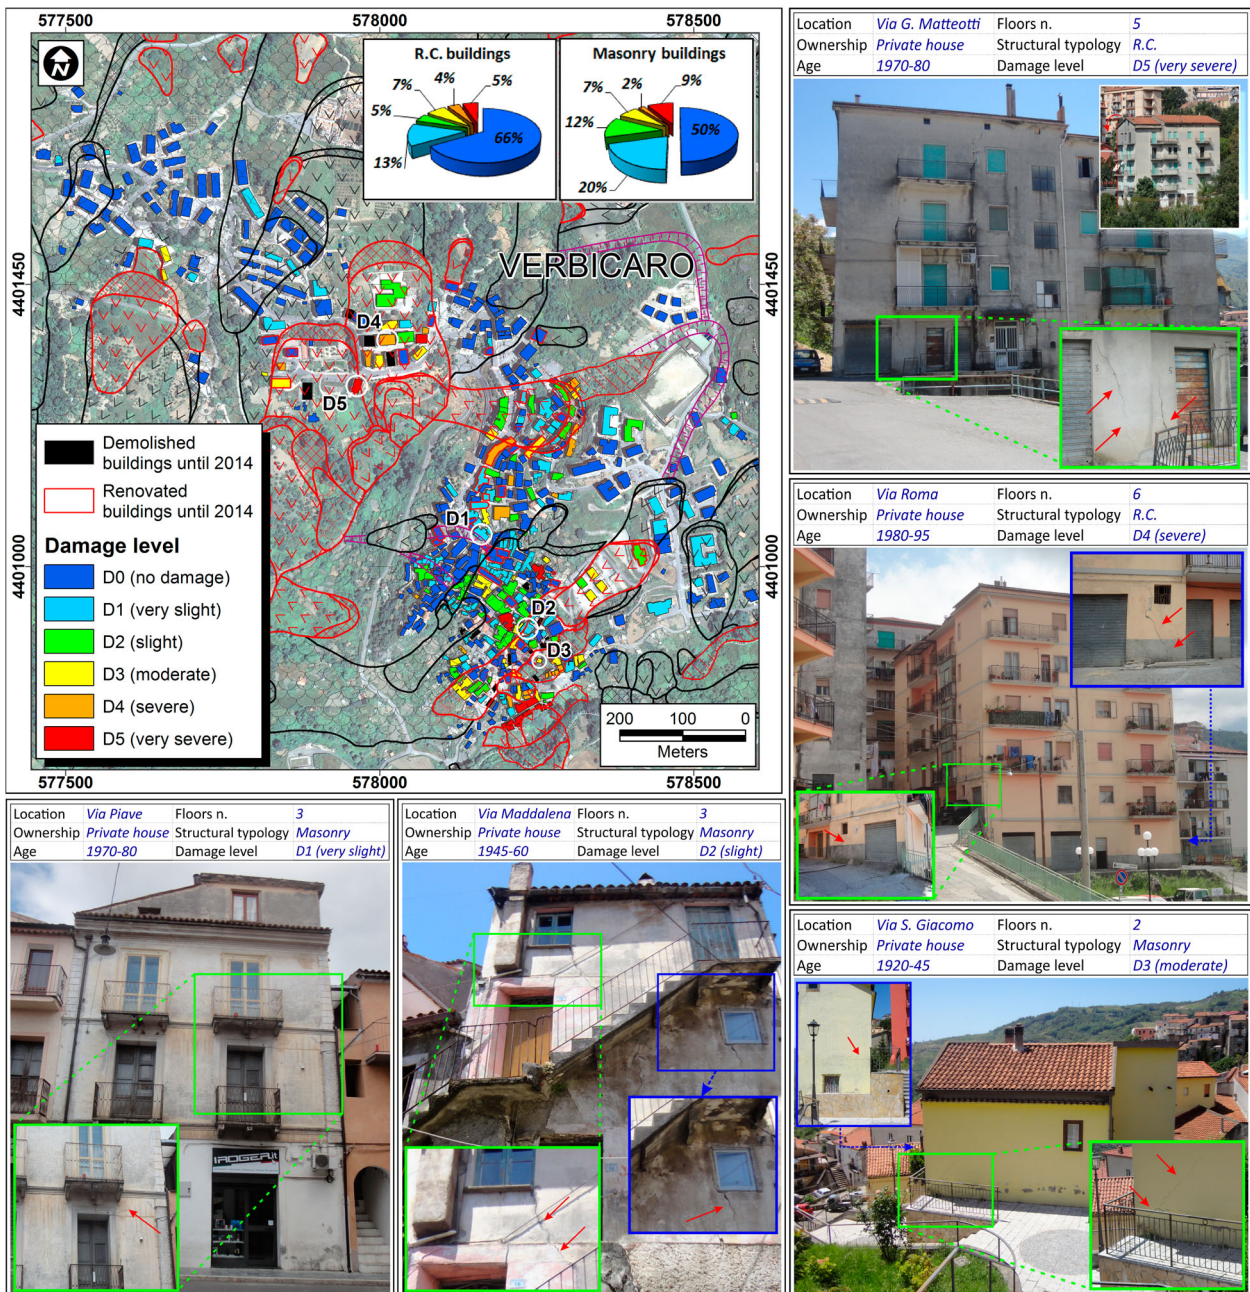 577500
578000
578500
4401450
4401000
N
R.C. buildings
4%
5%
7%
5%
66%
13%
Masonry buildings
2%
9%
7%
12%
50%
20%
VERBICARO
D4
D5
D1
D2
D3
Demolished
buildings until 2014
Renovated
buildings until 2014
Damage level
D0 (no damage)
D1 (very slight)
D2 (slight)
D3 (moderate)
D4 (severe)
D5 (very severe)
200 100 0
Meters
4401450
4401000
577500
578000
578500
Location Via G. Matteotti Floors n. 5
Ownership Private house Structural typology R.C.
Age 1970-80 Damage level D5 (very severe)
Location Via Roma Floors n. 6
Ownership Private house Structural typology R.C.
Age 1980-95 Damage level D4 (severe)
Location Via Piave Floors n. 3
Ownership Private house Structural typology Masonry
Age 1970-80 Damage level D1 (very slight)
Location Via Maddalena Floors n. 3
Ownership Private house Structural typology Masonry
Age 1945-60 Damage level D2 (slight)
Location Via S. Giacomo Floors n. 2
Ownership Private house Structural typology Masonry
Age 1920-45 Damage level D3 (moderate)